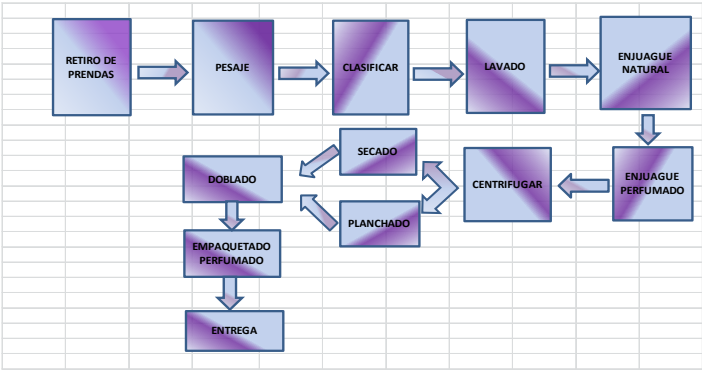 RETIRO DE
PRENDAS
PESAJE
CLASIFICAR
LAVADO
ENJUAGUE
NATURAL
ENJUAGUE
PERFUMADO
CENTRIFUGAR
SECADO
PLANCHADO
DOBLADO
EMPAQUETADO
PERFUMADO
ENTREGA